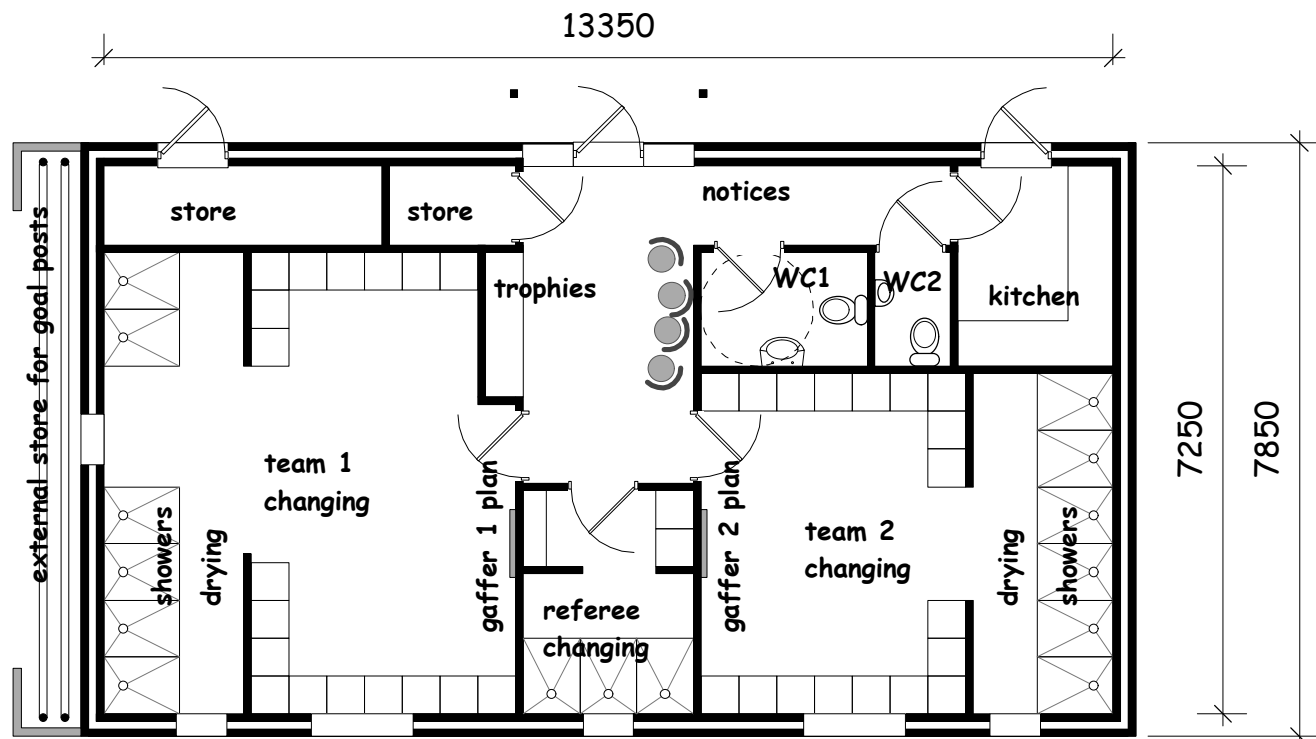 13350
store
store
notices
trophies
WC1
WC2
kitchen
external store for goal posts
team 1
changing
showers
drying
gaffer 1 plan
referee
changing
gaffer 2 plan
team 2
changing
drying
showers
7250
7850